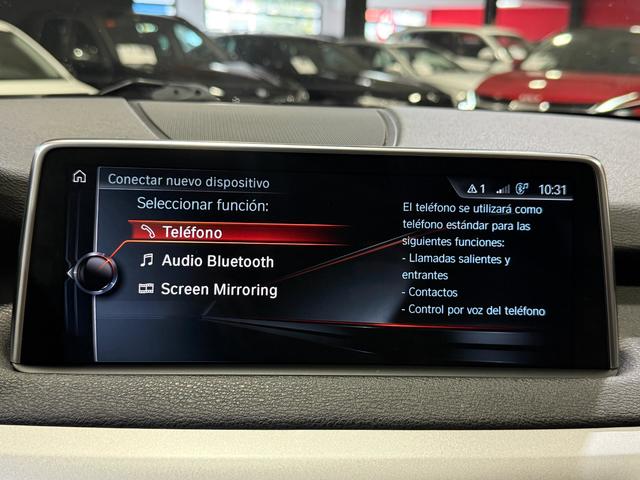 Conectar nuevo dispositivo
1 10:31
Seleccionar función:
Teléfono
Audio Bluetooth
Screen Mirroring
El teléfono se utilizará como
teléfono estándar para las
siguientes funciones:
- Llamadas salientes y
entrantes
- Contactos
- Control por voz del teléfono